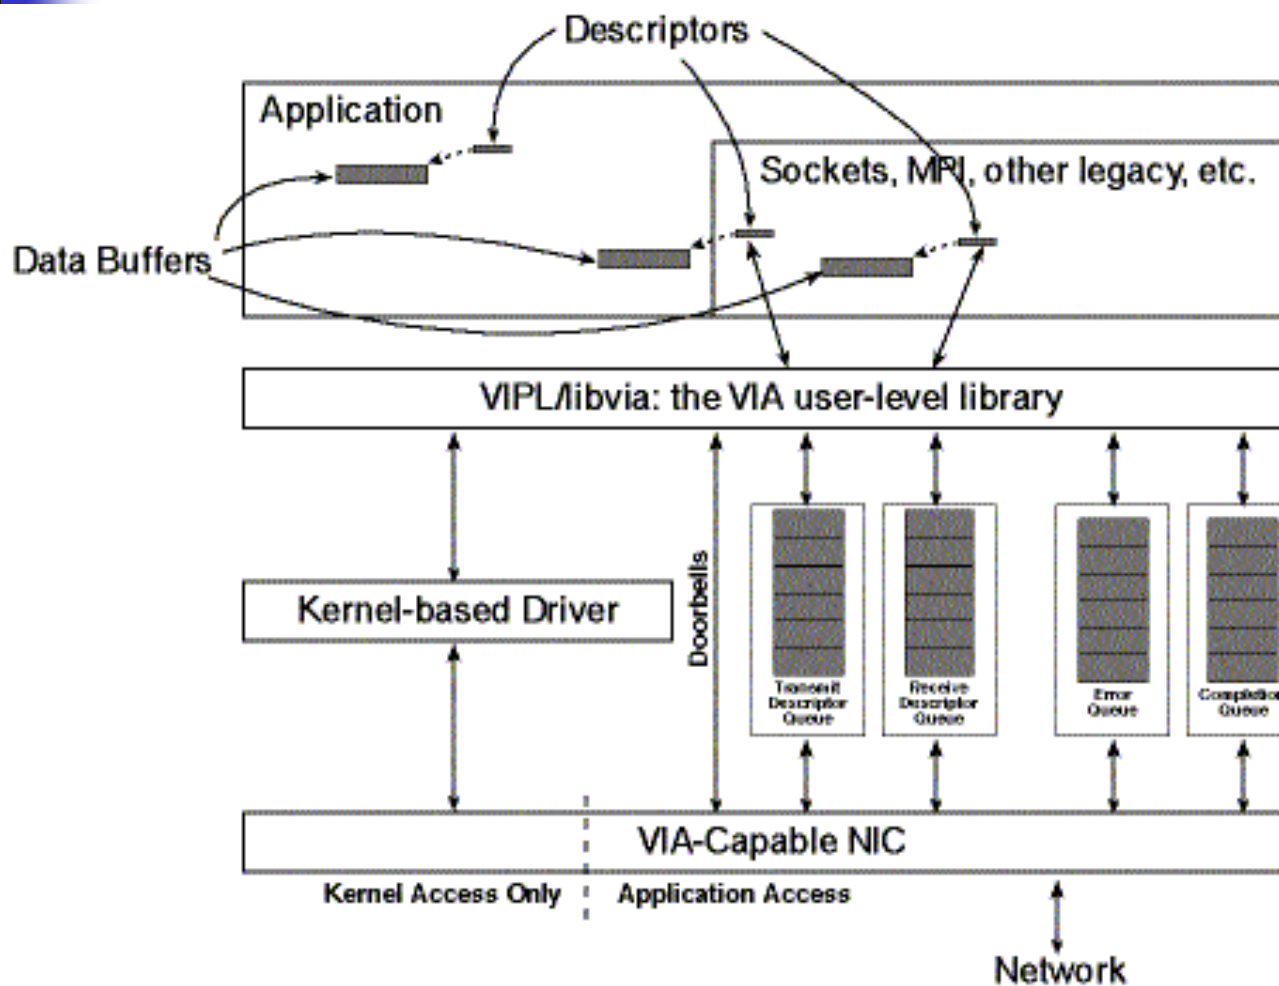 Descriptors
Application
Sockets, MPI, other legacy, etc.
Data Buffers
VIPL/libvia: the VIA user-level library
Kernel-based Driver
Doorbells
Transmit
Descriptor
Queue
Receive
Descriptor
Queue
Error
Queue
Completion
Queue
VIA-Capable NIC
Kernel Access Only
Application Access
Network